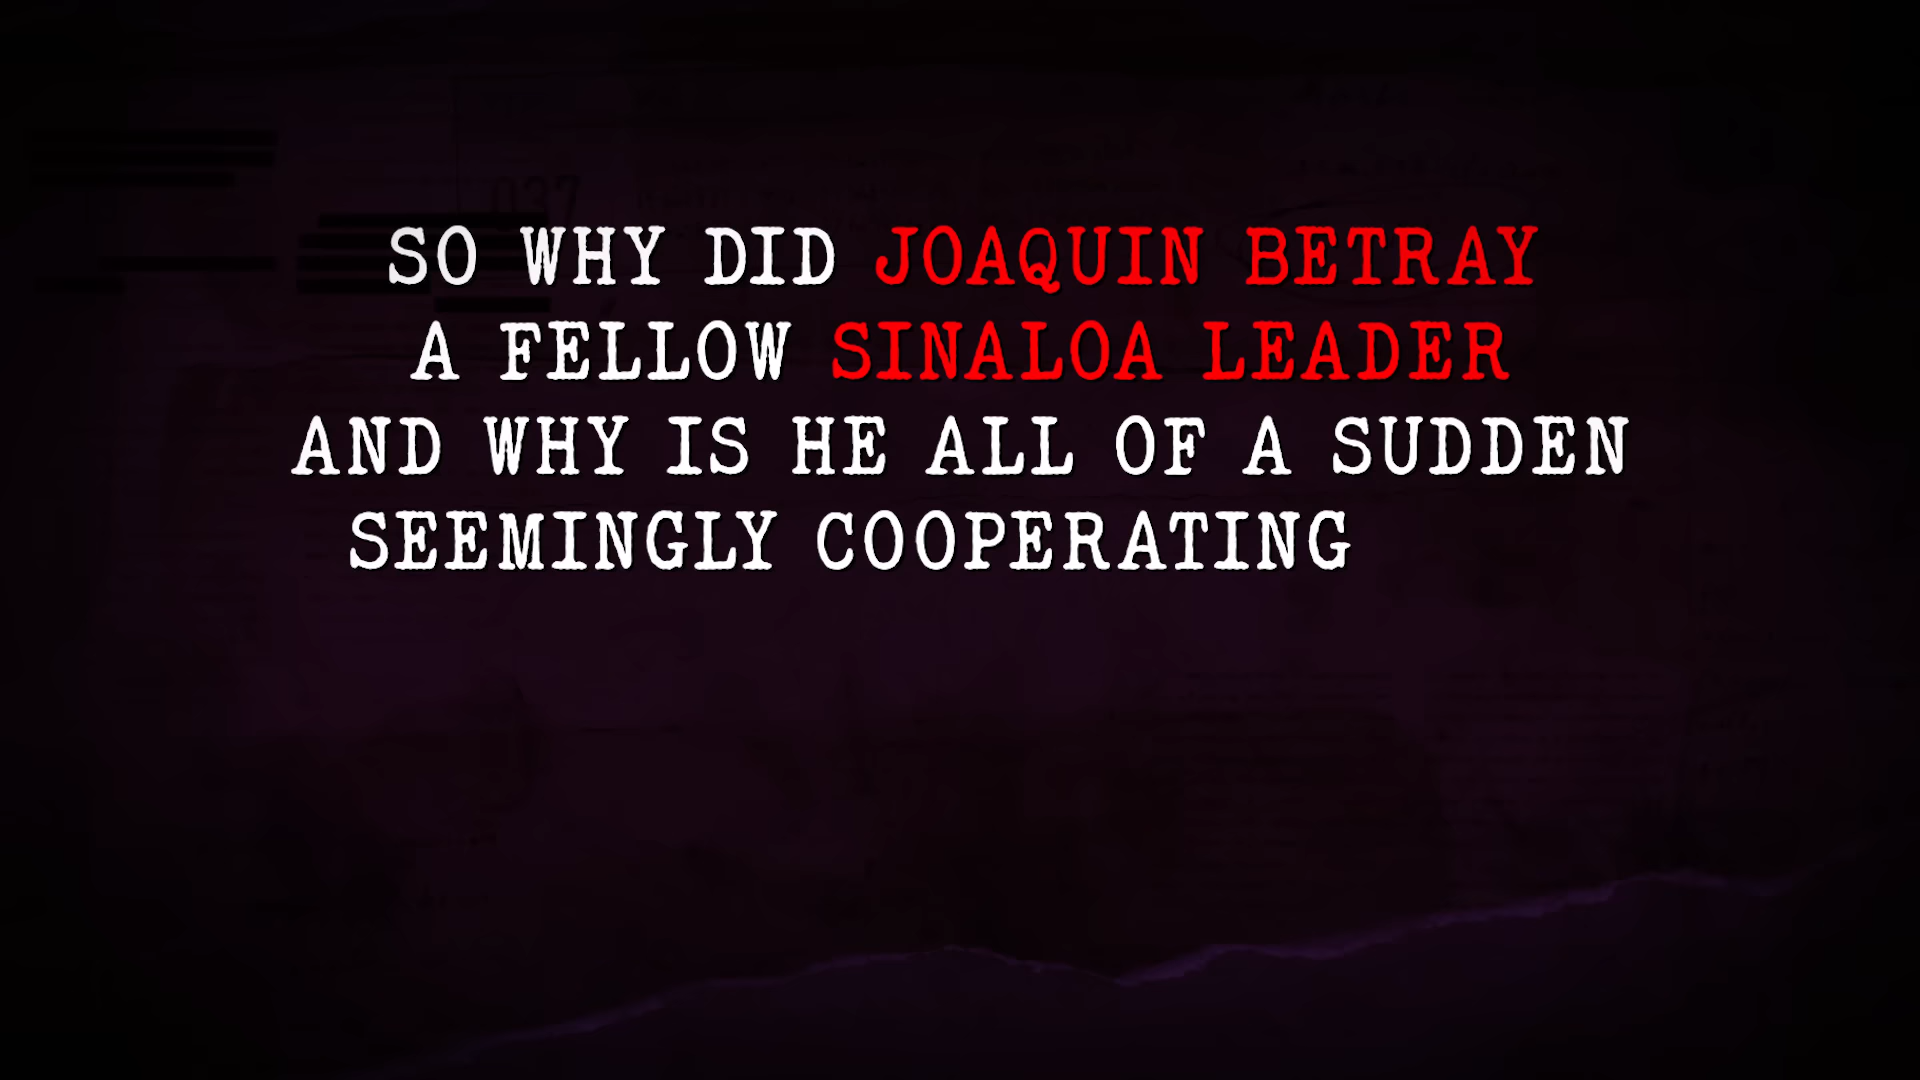 SO WHY DID JOAQUIN BETRAY
A FELLOW SINALOA LEADER
AND WHY IS HE ALL OF A SUDDEN
SEEMINGLY COOPERATING